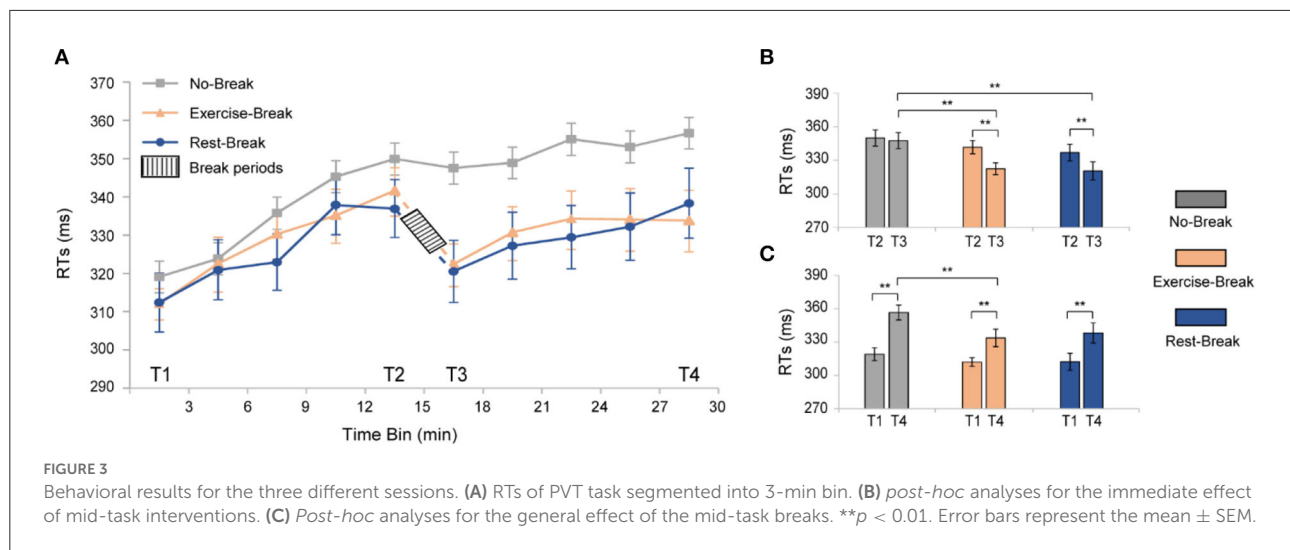 A
370
360
350
340
330
320
310
300
290
RTs (ms)
No-Break
Exercise-Break
Rest-Break
Break periods
T1
T2
T3
T4
3
6
9
12
15
18
21
24
27
30
Time Bin (min)
B
390
360
330
300
270
RTs (ms)
**
**
**
**
T2 T3
T2 T3
T2 T3
C
390
360
330
300
270
RTs (ms)
**
**
**
**
T1 T4
T1 T4
T1 T4
No-Break
Exercise-Break
Rest-Break
FIGURE 3
Behavioral results for the three different sessions. (A) RTs of PVT task segmented into 3-min bin. (B) post-hoc analyses for the immediate effect
of mid-task interventions. (C) Post-hoc analyses for the general effect of the mid-task breaks. **p < 0.01. Error bars represent the mean ± SEM.